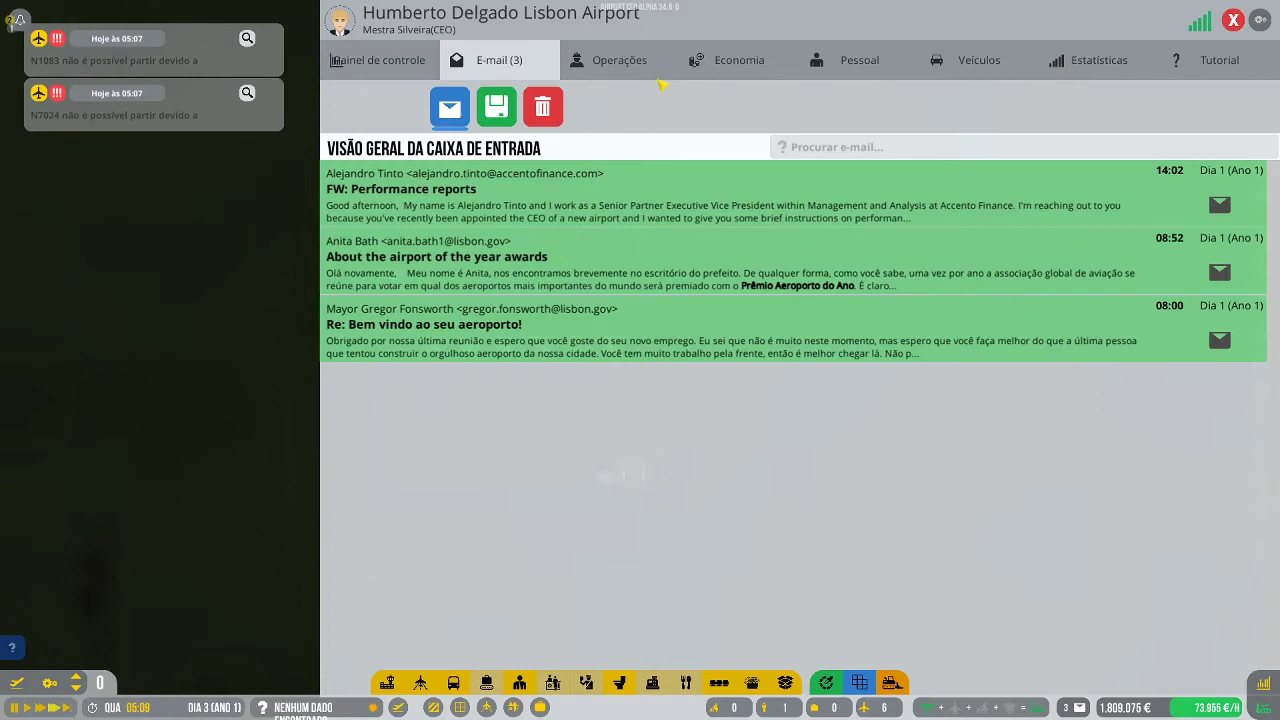 AIRPORT CEO ALPHA 34.6-0
Humberto Delgado Lisbon Airport
Mestra Silveira(CEO)
Painel de controle
E-mail (3)
Operações
Economia
Pessoal
Veículos
Estatísticas
Tutorial
Hoje às 05:07
N1083 não é possível partir devido a
Hoje às 05:07
N7024 não é possível partir devido a
VISÃO GERAL DA CAIXA DE ENTRADA
Procurar e-mail...
Alejandro Tinto <alejandro.tinto@accentofinance.com>
14:02 Dia 1 (Ano 1)
FW: Performance reports
Good afternoon, My name is Alejandro Tinto and I work as a Senior Partner Executive Vice President within Management and Analysis at Accento Finance. I'm reaching out to you
because you've recently been appointed the CEO of a new airport and I wanted to give you some brief instructions on performan...
Anita Bath <anita.bath1@lisbon.gov>
08:52 Dia 1 (Ano 1)
About the airport of the year awards
Olá novamente, Meu nome é Anita, nos encontramos brevemente no escritório do prefeito. De qualquer forma, como você sabe, uma vez por ano a associação global de aviação se
reúne para votar em qual dos aeroportos mais importantes do mundo será premiado com o Prêmio Aeroporto do Ano. È claro...
Mayor Gregor Fonsworth <gregor.fonsworth@lisbon.gov>
08:00 Dia 1 (Ano 1)
Re: Bem vindo ao seu aeroporto!
Obrigado por nossa última reunião e espero que você goste do seu novo emprego. Eu sei que não é muito neste momento, mas espero que você faça melhor do que a última pessoa
que tentou construir o orgulhoso aeroporto da nossa cidade. Você tem muito trabalho pela frente, então é melhor chegar lá. Não p...
?
0
QUA 05:09
DIA 3 (ANO 1)
? NENHUM DADO
ENCONTRADO
0
1
0
6
3
1.809.076 €
73.956 €/H